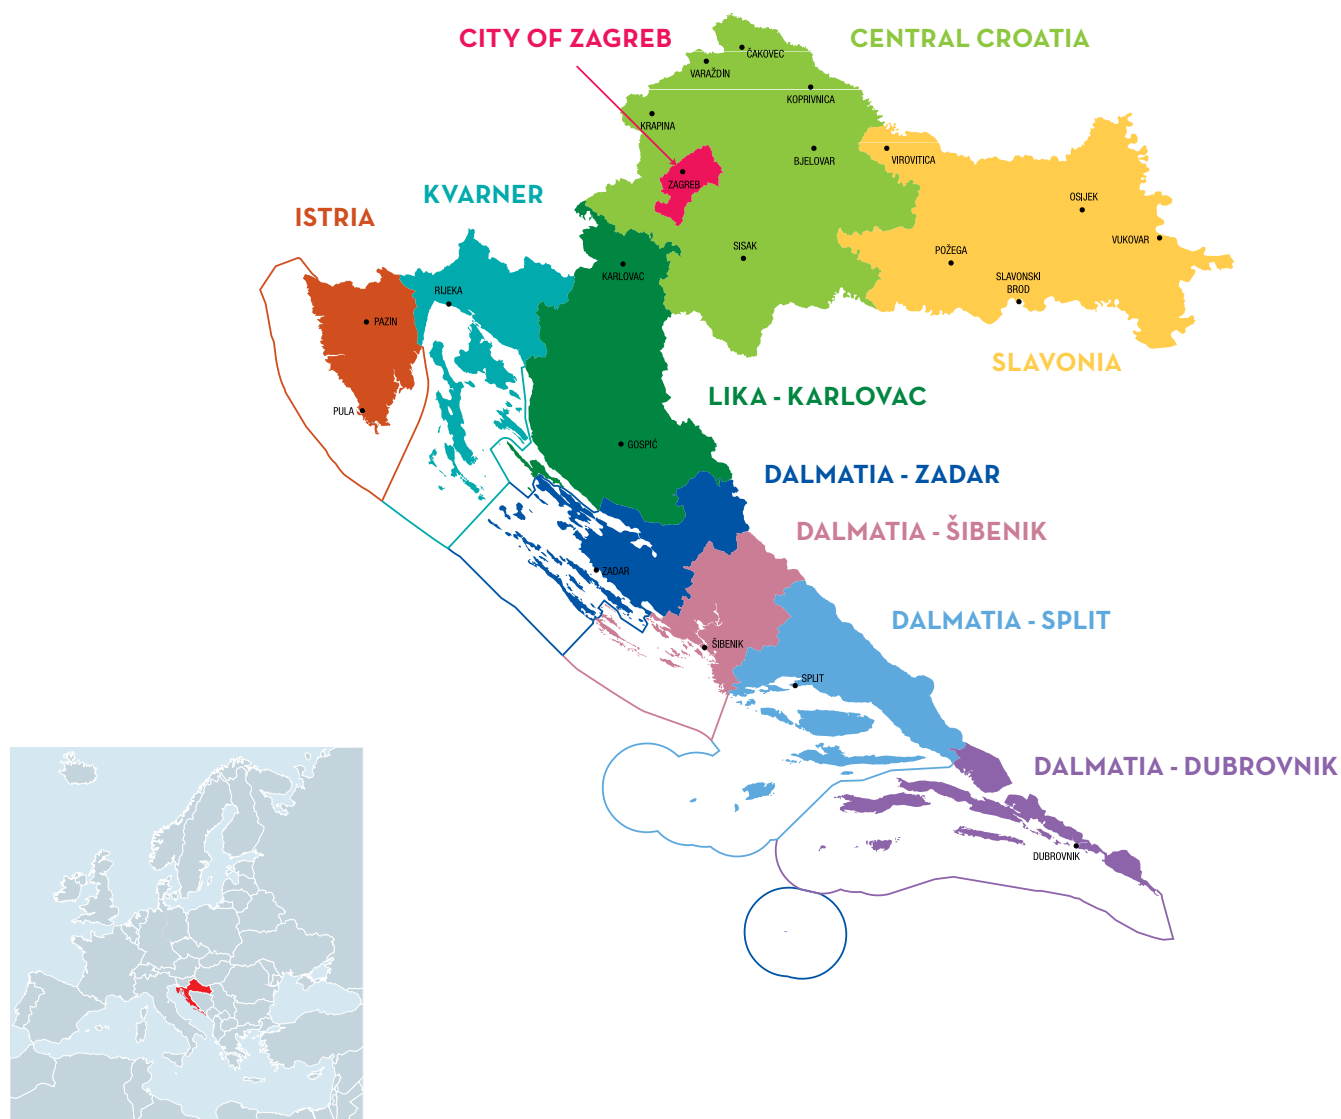 CITY OF ZAGREB
CENTRAL CROATIA
ČAKOVEC
VARAŽDIN
KOPRIVNICA
KRAPINA
BJELOVAR
VIROVITICA
ZAGREB
KVARNER
ISTRIA
OSIJEK
VUKOVAR
SISAK
POŽEGA
KARLOVAC
SLAVONSKI
BROD
RIJEKA
PAZIN
SLAVONIA
LIKA - KARLOVAC
PULA
GOSPIĆ
DALMATIA - ZADAR
DALMATIA - ŠIBENIK
ZADAR
DALMATIA - SPLIT
ŠIBENIK
SPLIT
DALMATIA - DUBROVNIK
DUBROVNIK